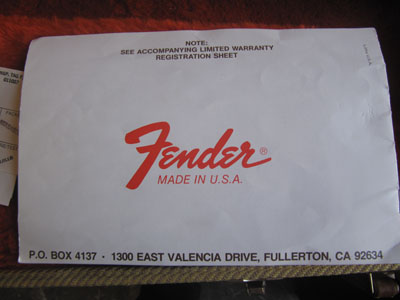 NOTE:
SEE ACCOMPANYING LIMITED WARRANTY
REGISTRATION SHEET
Fender®
MADE IN U.S.A.
P.O. BOX 4137 · 1300 EAST VALENCIA DRIVE, FULLERTON, CA 92634